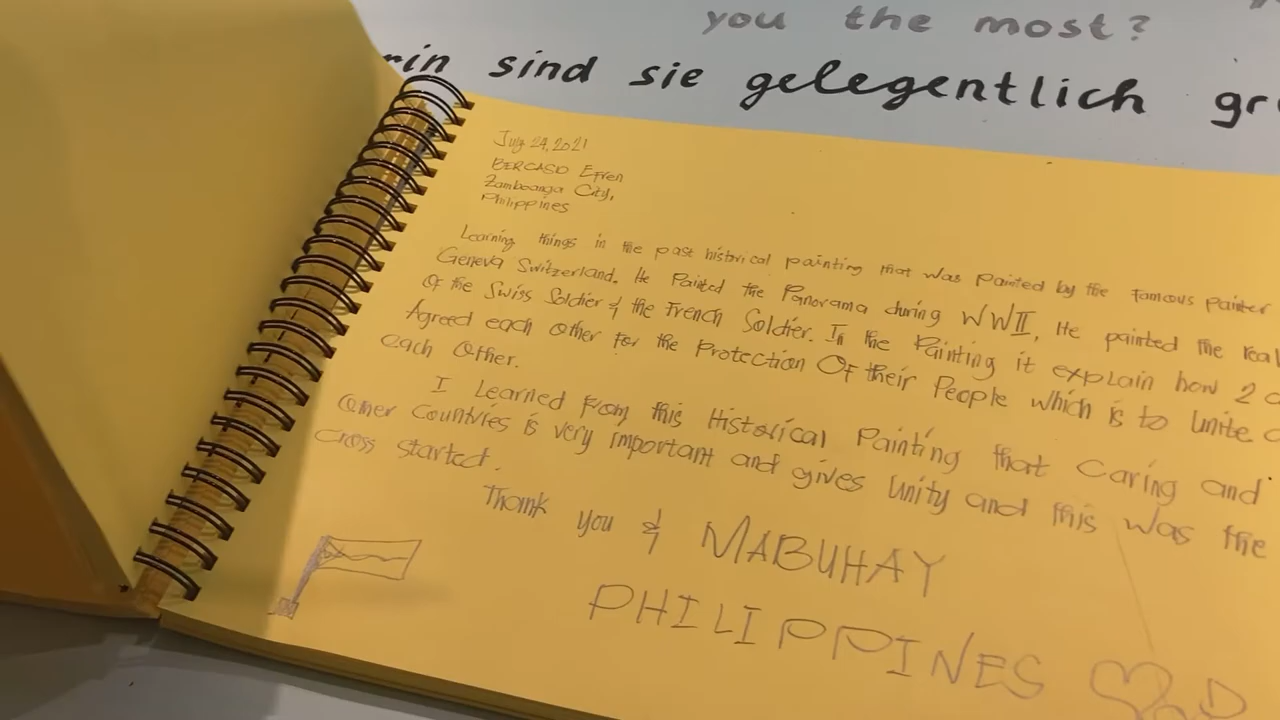 you the most?
rin sind sie gelegentlich gr
July 24, 2021
BERCASIO Efren
Zamboanga City,
Philippines
Learning things in the past historical painting that was painted by the famous painter
Geneva Switzerland. He Painted the Panorama during WWII, He painted the real
Of the Swiss Soldier & the French Soldier. In the Painting it explain how 2 c
Agreed each other for the Protection Of their People which is to Unite
each other.
I Learned from this Historical Painting that Caring and
Other Countries is very important and gives Unity and this was the
cross started.
Thank you & MABUHAY
PHILIPPINES